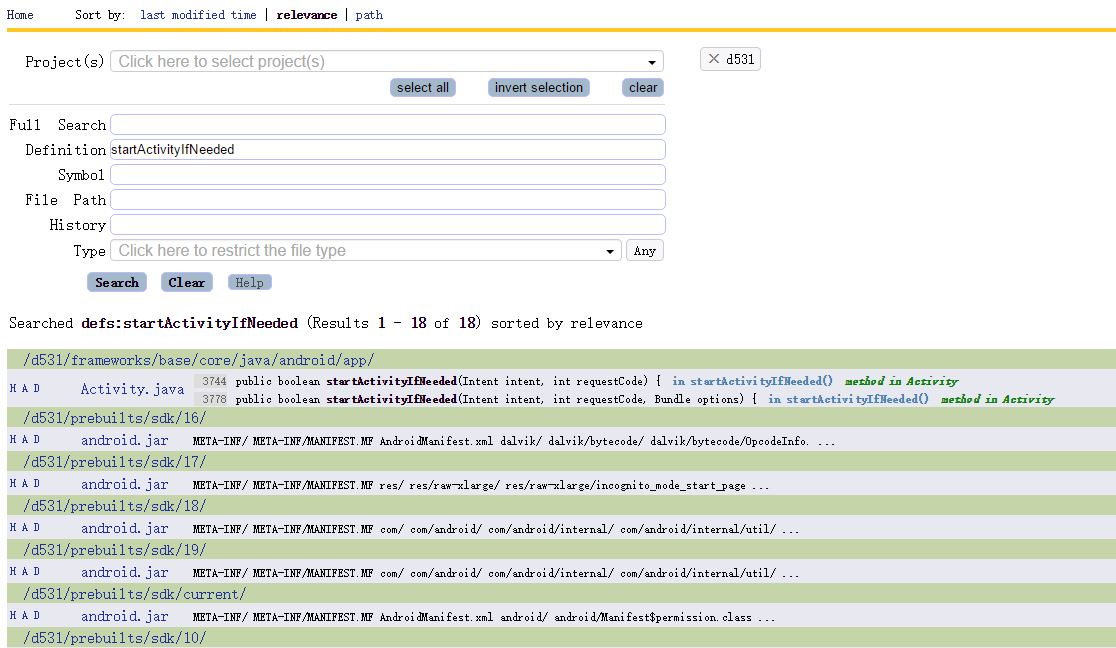 Home Sort by: last modified time | relevance | path
Project(s) Click here to select project(s) × d531
select all invert selection clear
Full Search
Definition startActivityIfNeeded
Symbol
File Path
History
Type Click here to restrict the file type Any
Search Clear Help
Searched defs:startActivityIfNeeded (Results 1 - 18 of 18) sorted by relevance
/d531/frameworks/base/core/java/android/app/
H A D Activity.java 3744 public boolean startActivityIfNeeded(Intent intent, int requestCode) { in startActivityIfNeeded() method in Activity
3778 public boolean startActivityIfNeeded(Intent intent, int requestCode, Bundle options) { in startActivityIfNeeded() method in Activity
/d531/prebuilts/sdk/16/
H A D android.jar META-INF/ META-INF/MANIFEST.MF AndroidManifest.xml dalvik/ dalvik/bytecode/ dalvik/bytecode/OpcodeInfo. ...
/d531/prebuilts/sdk/17/
H A D android.jar META-INF/ META-INF/MANIFEST.MF res/ res/raw-xlarge/ res/raw-xlarge/incognito_mode_start_page ...
/d531/prebuilts/sdk/18/
H A D android.jar META-INF/ META-INF/MANIFEST.MF com/ com/android/ com/android/internal/ com/android/internal/util/ ...
/d531/prebuilts/sdk/19/
H A D android.jar META-INF/ META-INF/MANIFEST.MF com/ com/android/ com/android/internal/ com/android/internal/util/ ...
/d531/prebuilts/sdk/current/
H A D android.jar META-INF/ META-INF/MANIFEST.MF AndroidManifest.xml android/ android/Manifest$permission.class ...
/d531/prebuilts/sdk/10/